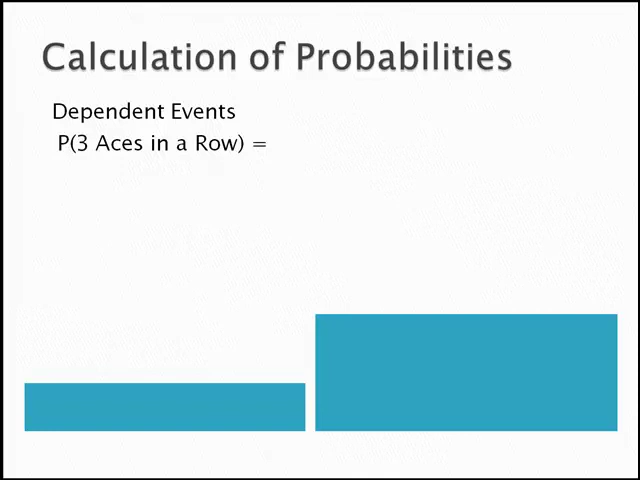 Calculation of Probabilities
Dependent Events
P(3 Aces in a Row) =